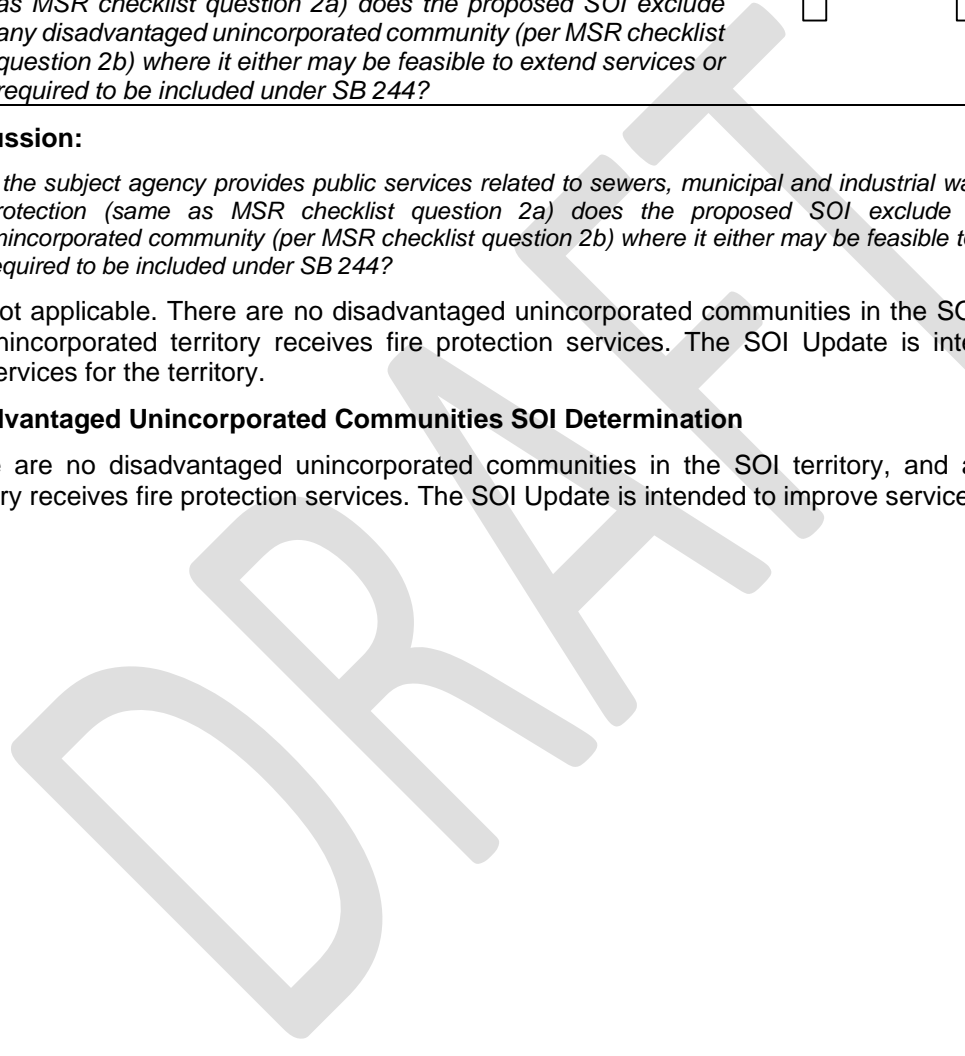 as MSR checklist question 2a) does the proposed SOI exclude
any disadvantaged unincorporated community (per MSR checklist
question 2b) where it either may be feasible to extend services or
required to be included under SB 244?
ussion:
the subject agency provides public services related to sewers, municipal and industrial wa
rotection (same as MSR checklist question 2a) does the proposed SOI exclude
nincorporated community (per MSR checklist question 2b) where it either may be feasible to
equired to be included under SB 244?
ot applicable. There are no disadvantaged unincorporated communities in the SO
nincorporated territory receives fire protection services. The SOI Update is inte
ervices for the territory.
dvantaged Unincorporated Communities SOI Determination
e are no disadvantaged unincorporated communities in the SOI territory, and a
ry receives fire protection services. The SOI Update is intended to improve service
DRAFT